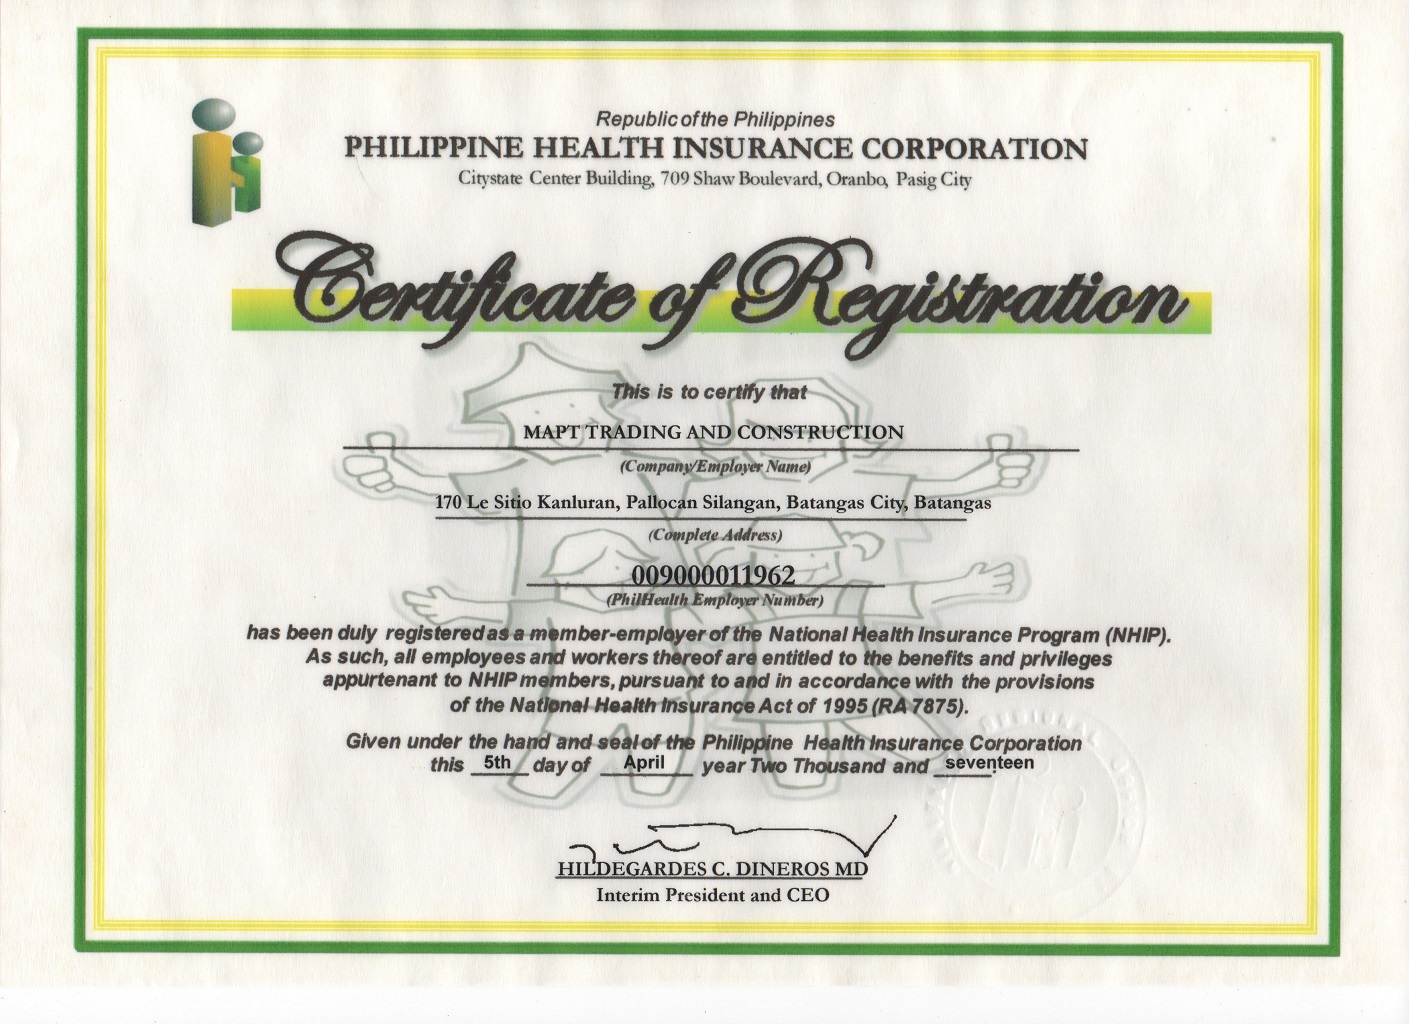 Republic of the Philippines
PHILIPPINE HEALTH INSURANCE CORPORATION
Citystate Center Building, 709 Shaw Boulevard, Oranbo, Pasig City
Certificate of Registration
This is to certify that
MAPT TRADING AND CONSTRUCTION
(Company/Employer Name)
170 Le Sitio Kanluran, Pallocan Silangan, Batangas City, Batangas
(Complete Address)
009000011962
(PhilHealth Employer Number)
has been duly registered as a member-employer of the National Health Insurance Program (NHIP).
As such, all employees and workers thereof are entitled to the benefits and privileges
appurtenant to NHIP members, pursuant to and in accordance with the provisions
of the National Health Insurance Act of 1995 (RA 7875).
Given under the hand and seal of the Philippine Health Insurance Corporation
this 5th day of April year Two Thousand and seventeen.
HILDEGARDES C. DINEROS MD
Interim President and CEO